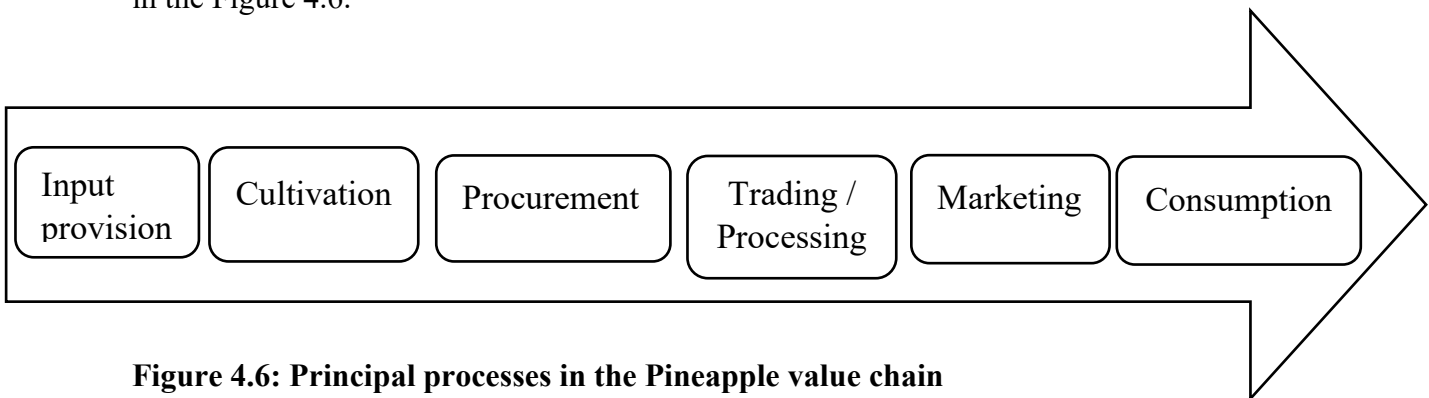 in the Figure 4.6.
Input
provision
Cultivation
Procurement
Trading /
Processing
Marketing
Consumption
Figure 4.6: Principal processes in the Pineapple value chain